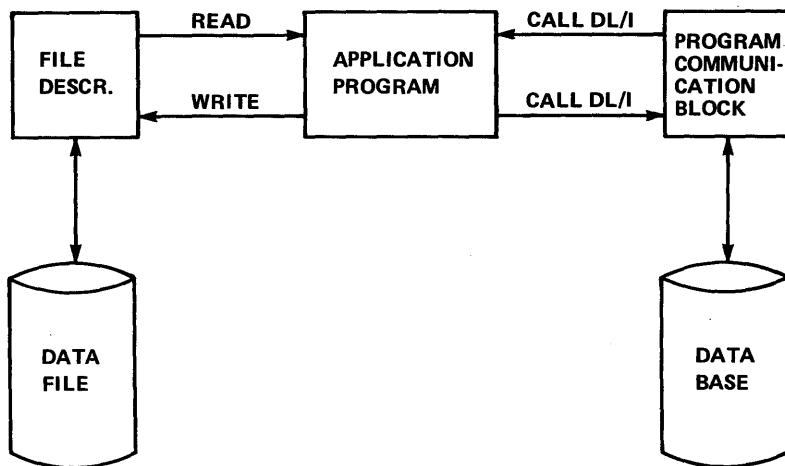 FILE
DESCR.
READ
WRITE
APPLICATION
PROGRAM
CALL DL/I
CALL DL/I
PROGRAM
COMMUNI-
CATION
BLOCK
DATA
FILE
DATA
BASE